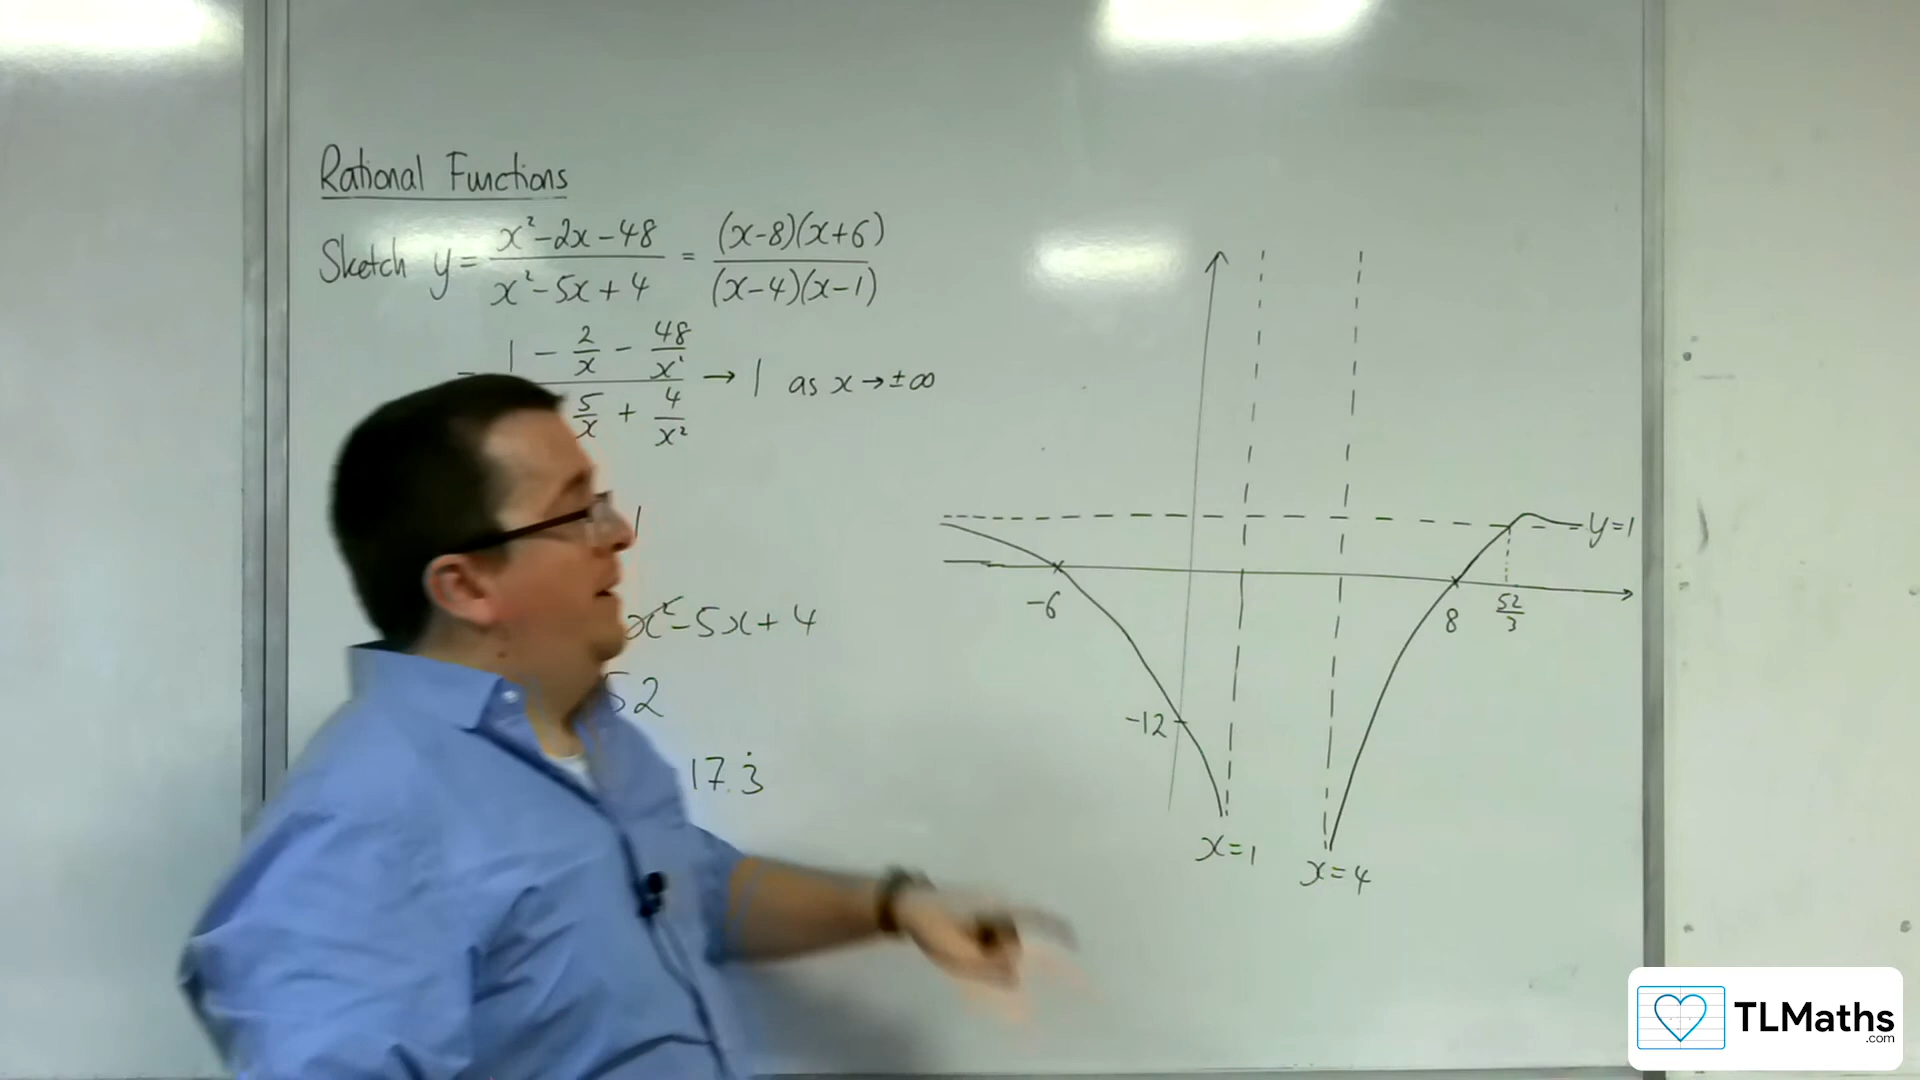 Rational Functions
Sketch y = (x²-2x-48)/(x²-5x+4) = ((x-8)(x+6))/((x-4)(x-1))
1 - 2/x - 48/x² → 1 as x → ±∞
5/x + 4/x²
1
x²-5x+4
52
17.3̇
y=1
-6
8
52/3
-12
x=1
x=4
TLMaths
.com